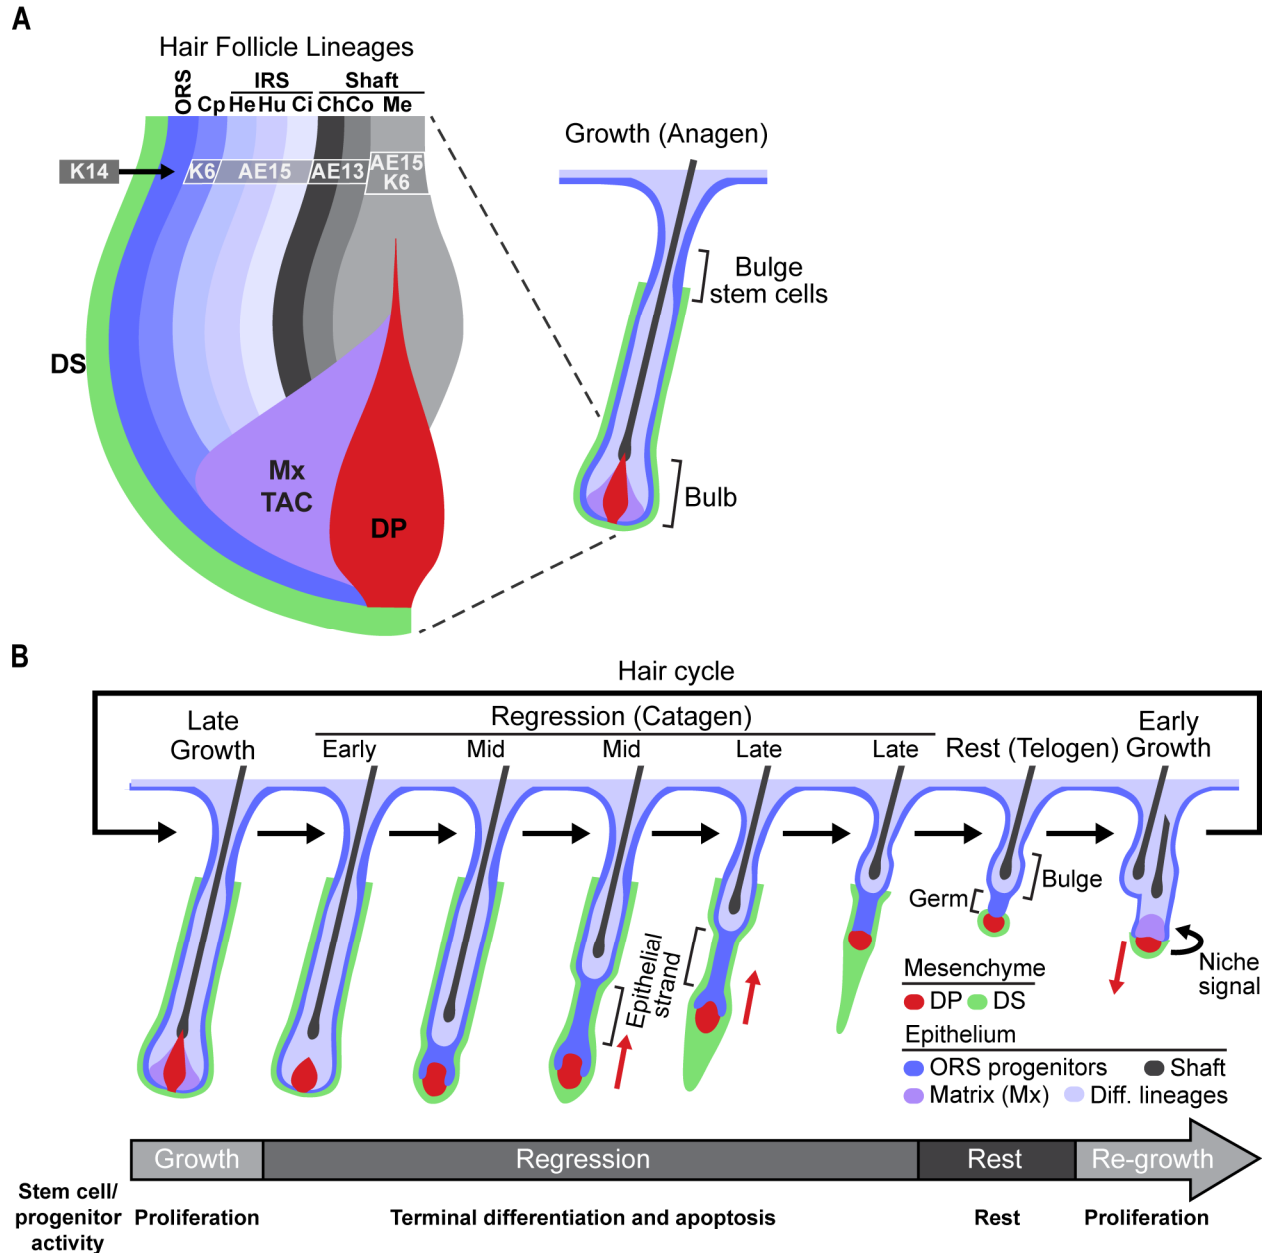 A
Hair Follicle Lineages
ORS
IRS
Shaft
Cp
He
Hu
Ci
Ch
Co
Me
K14
K6
AE15
AE13
AE15
K6
DS
Mx
TAC
DP
Growth (Anagen)
Bulge
stem cells
Bulb
B
Hair cycle
Late
Growth
Regression (Catagen)
Early
Mid
Mid
Late
Late
Rest (Telogen)
Early
Growth
Epithelial
strand
Germ
Bulge
Niche
signal
Mesenchyme
DP
DS
Epithelium
ORS progenitors
Shaft
Matrix (Mx)
Diff. lineages
Growth
Regression
Rest
Re-growth
Stem cell/
progenitor
activity
Proliferation
Terminal differentiation and apoptosis
Rest
Proliferation